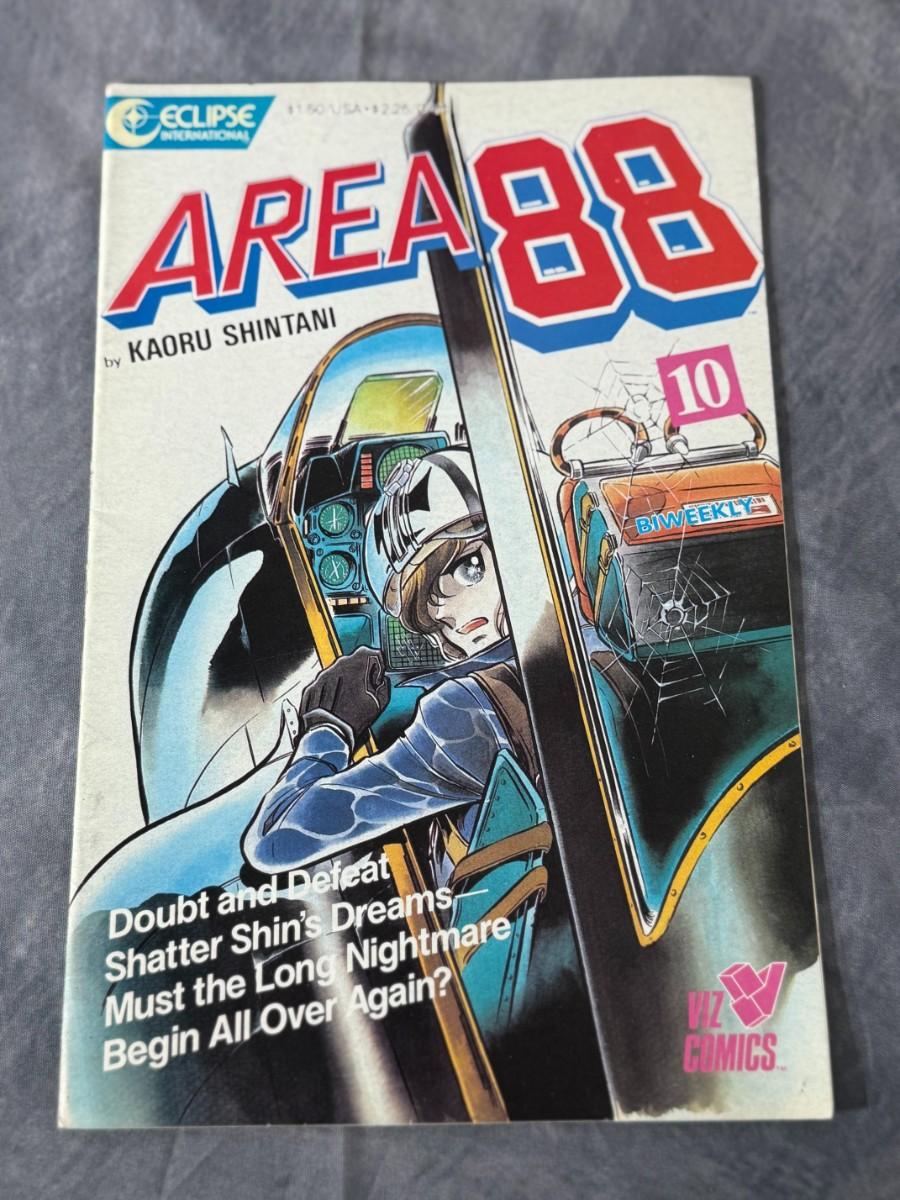 ECLIPSE
INTERNATIONAL
$1.50/USA • $2.25
AREA 88
by KAORU SHINTANI
10
BIWEEKLY
Doubt and Defeat
Shatter Shin's Dreams—
Must the Long Nightmare
Begin All Over Again?
VIZ
COMICS™